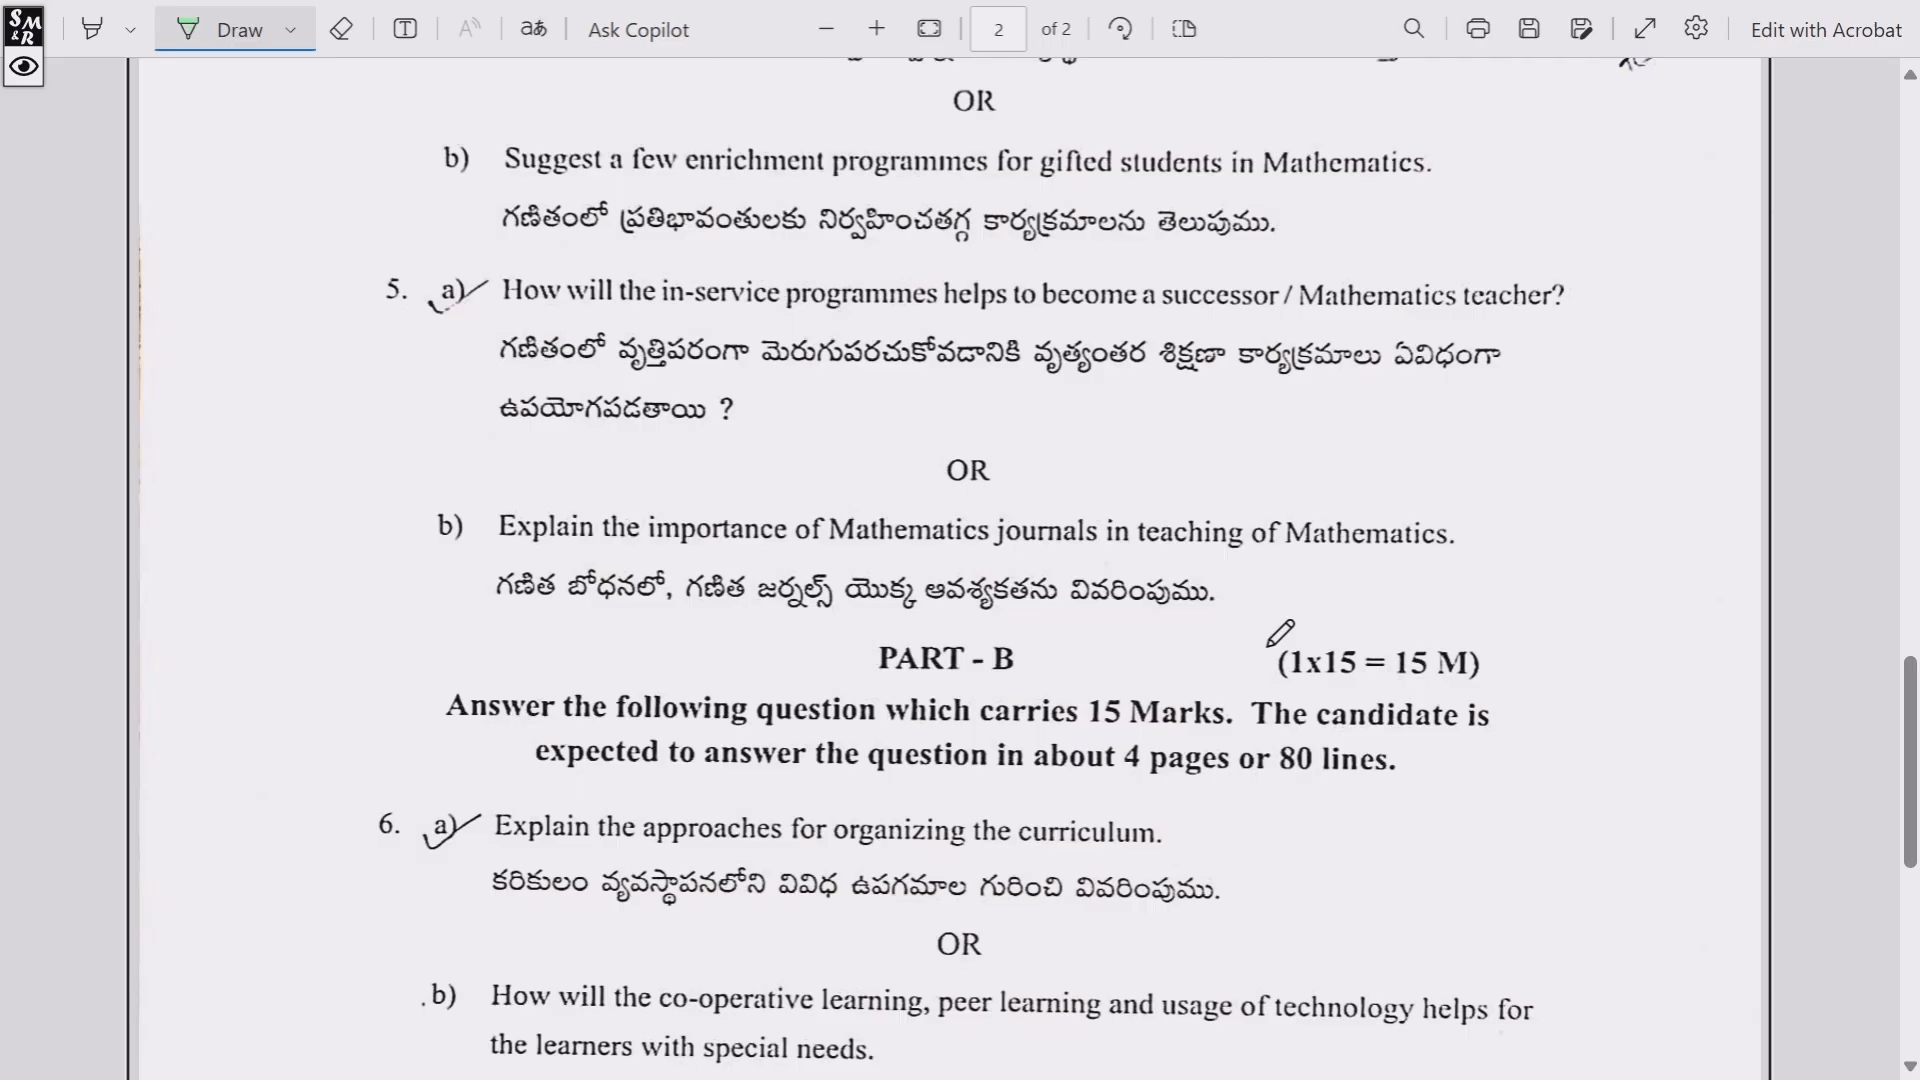 SM
&R
Draw
T
A
aあ
Ask Copilot
2
of 2
Edit with Acrobat
OR
b) Suggest a few enrichment programmes for gifted students in Mathematics.
గణితంలో ప్రతిభావంతులకు నిర్వహించతగ్గ కార్యక్రమాలను తెలుపుము.
5. a) How will the in-service programmes helps to become a successor / Mathematics teacher?
గణితంలో వృత్తిపరంగా మెరుగుపరచుకోవడానికి వృత్యంతర శిక్షణా కార్యక్రమాలు ఏవిధంగా
ఉపయోగపడతాయి ?
OR
b) Explain the importance of Mathematics journals in teaching of Mathematics.
గణిత బోధనలో, గణిత జర్నల్స్ యొక్క ఆవశ్యకతను వివరింపుము.
PART - B (1x15 = 15 M)
Answer the following question which carries 15 Marks. The candidate is
expected to answer the question in about 4 pages or 80 lines.
6. a) Explain the approaches for organizing the curriculum.
కరికులం వ్యవస్థాపనలోని వివిధ ఉపగమాల గురించి వివరింపుము.
OR
b) How will the co-operative learning, peer learning and usage of technology helps for
the learners with special needs.